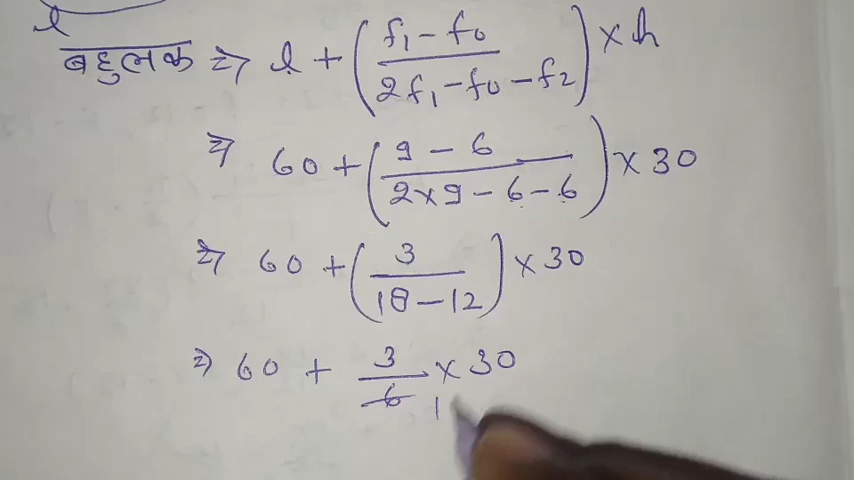 l
बहुलक ⇒ l + (f₁ - f₀ / 2f₁ - f₀ - f₂) × h
⇒ 60 + (9 - 6 / 2×9 - 6 - 6) × 30
⇒ 60 + (3 / 18 - 12) × 30
⇒ 60 + 3/6 × 30
1